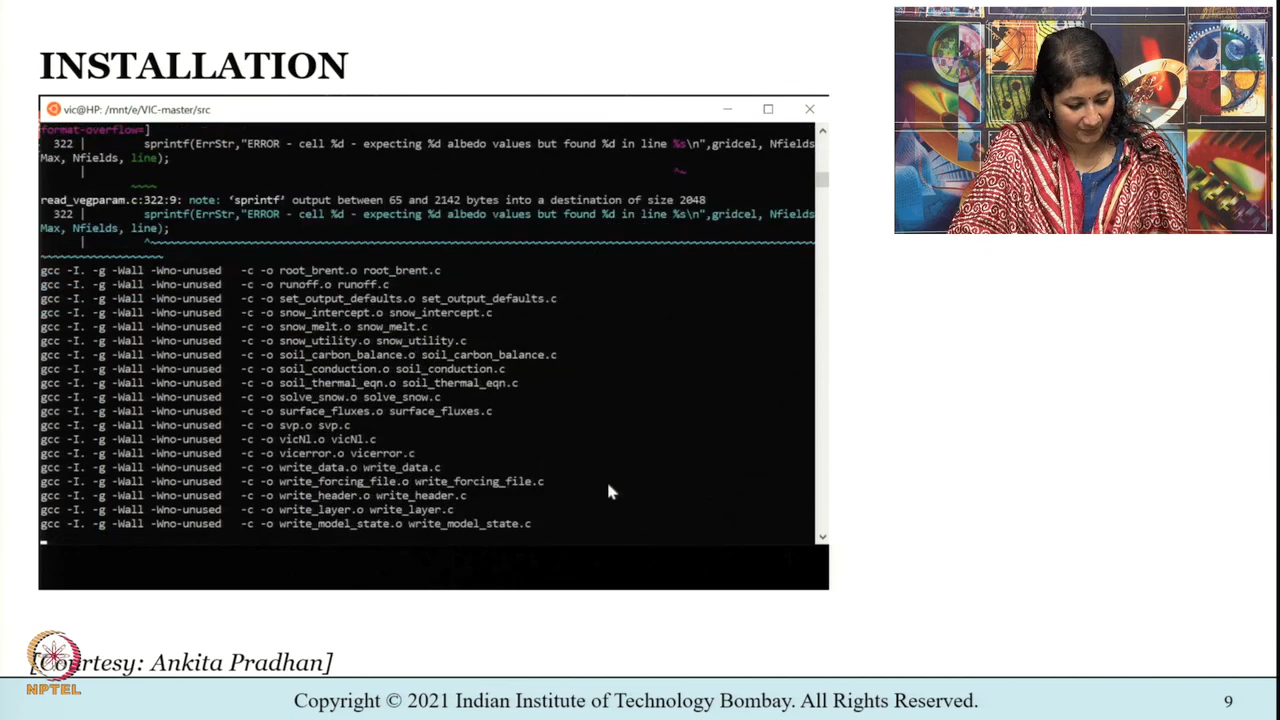 INSTALLATION
vic@HP: /mnt/e/VIC-master/src
format-overflow=]
322 | sprintf(ErrStr,"ERROR - cell %d - expecting %d albedo values but found %d in line %s\n",gridcel, Nfields
Max, Nfields, line);
|
~~~~
read_vegparam.c:322:9: note: ‘sprintf’ output between 65 and 2142 bytes into a destination of size 2048
322 | sprintf(ErrStr,"ERROR - cell %d - expecting %d albedo values but found %d in line %s\n",gridcel, Nfields
Max, Nfields, line);
|
gcc -I. -g -Wall -Wno-unused -c -o root_brent.o root_brent.c
gcc -I. -g -Wall -Wno-unused -c -o runoff.o runoff.c
gcc -I. -g -Wall -Wno-unused -c -o set_output_defaults.o set_output_defaults.c
gcc -I. -g -Wall -Wno-unused -c -o snow_intercept.o snow_intercept.c
gcc -I. -g -Wall -Wno-unused -c -o snow_melt.o snow_melt.c
gcc -I. -g -Wall -Wno-unused -c -o snow_utility.o snow_utility.c
gcc -I. -g -Wall -Wno-unused -c -o soil_carbon_balance.o soil_carbon_balance.c
gcc -I. -g -Wall -Wno-unused -c -o soil_conduction.o soil_conduction.c
gcc -I. -g -Wall -Wno-unused -c -o soil_thermal_eqn.o soil_thermal_eqn.c
gcc -I. -g -Wall -Wno-unused -c -o solve_snow.o solve_snow.c
gcc -I. -g -Wall -Wno-unused -c -o surface_fluxes.o surface_fluxes.c
gcc -I. -g -Wall -Wno-unused -c -o svp.o svp.c
gcc -I. -g -Wall -Wno-unused -c -o vicNl.o vicNl.c
gcc -I. -g -Wall -Wno-unused -c -o vicerror.o vicerror.c
gcc -I. -g -Wall -Wno-unused -c -o write_data.o write_data.c
gcc -I. -g -Wall -Wno-unused -c -o write_forcing_file.o write_forcing_file.c
gcc -I. -g -Wall -Wno-unused -c -o write_header.o write_header.c
gcc -I. -g -Wall -Wno-unused -c -o write_layer.o write_layer.c
gcc -I. -g -Wall -Wno-unused -c -o write_model_state.o write_model_state.c
[Courtesy: Ankita Pradhan]
NPTEL
Copyright © 2021 Indian Institute of Technology Bombay. All Rights Reserved.
9